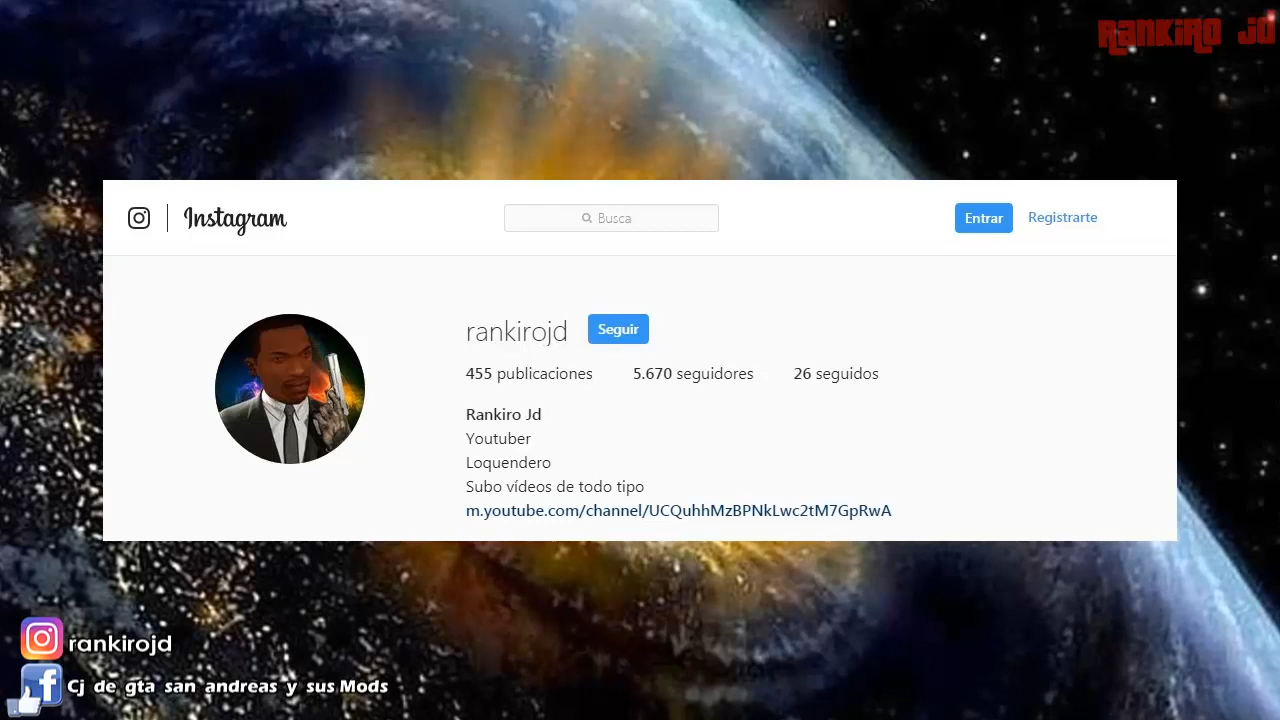 Rankiro Jd
Instagram
Busca
Entrar
Registrarte
rankirojd
Seguir
455 publicaciones
5.670 seguidores
26 seguidos
Rankiro Jd
Youtuber
Loquendero
Subo vídeos de todo tipo
m.youtube.com/channel/UCQuhhMzBPNkLwc2tM7GpRwA
rankirojd
Cj de gta san andreas y sus Mods